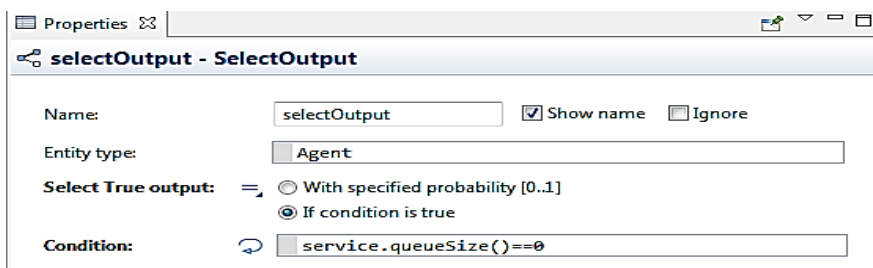 Properties
selectOutput - SelectOutput
Name: selectOutput Show name Ignore
Entity type: Agent
Select True output: With specified probability [0..1]
If condition is true
Condition: service.queueSize()==0